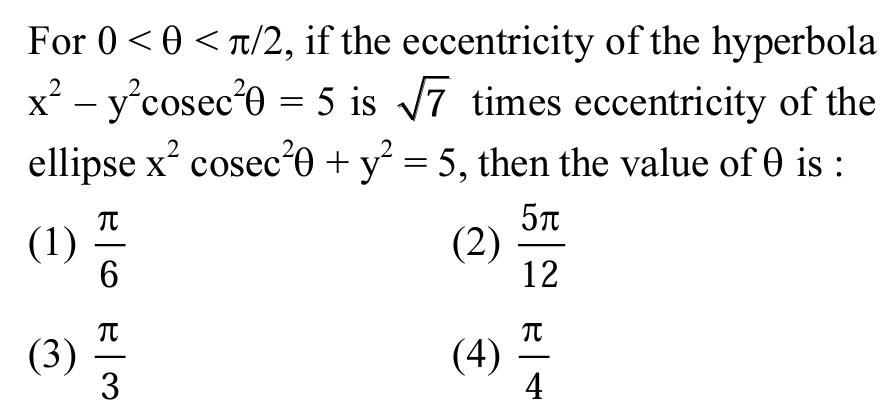 For 0 < θ < π/2, if the eccentricity of the hyperbola
x² – y²cosec²θ = 5 is √7 times eccentricity of the
ellipse x² cosec²θ + y² = 5, then the value of θ is :
(1) π/6 (2) 5π/12
(3) π/3 (4) π/4